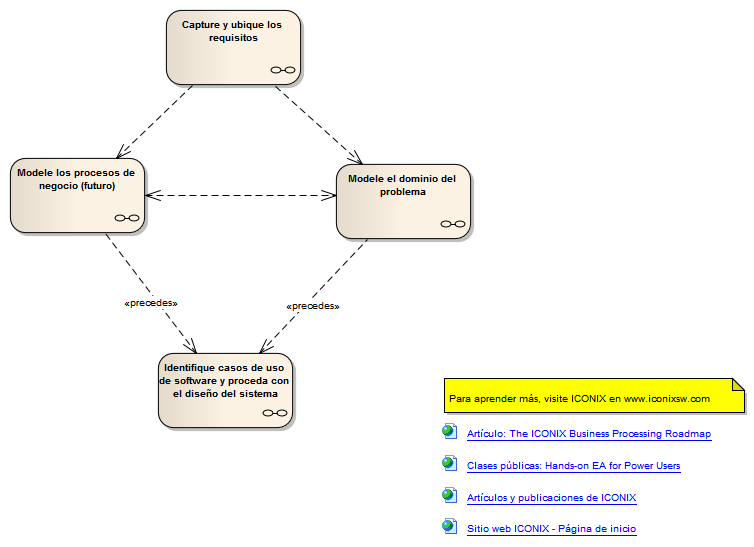 Capture y ubique los
requisitos
Modele los procesos de
negocio (futuro)
Modele el dominio del
problema
«precedes»
«precedes»
Identifique casos de uso
de software y proceda con
el diseño del sistema
Para aprender más, visite ICONIX en www.iconixsw.com
Artículo: The ICONIX Business Processing Roadmap
Clases públicas: Hands-on EA for Power Users
Artículos y publicaciones de ICONIX
Sitio web ICONIX - Página de inicio